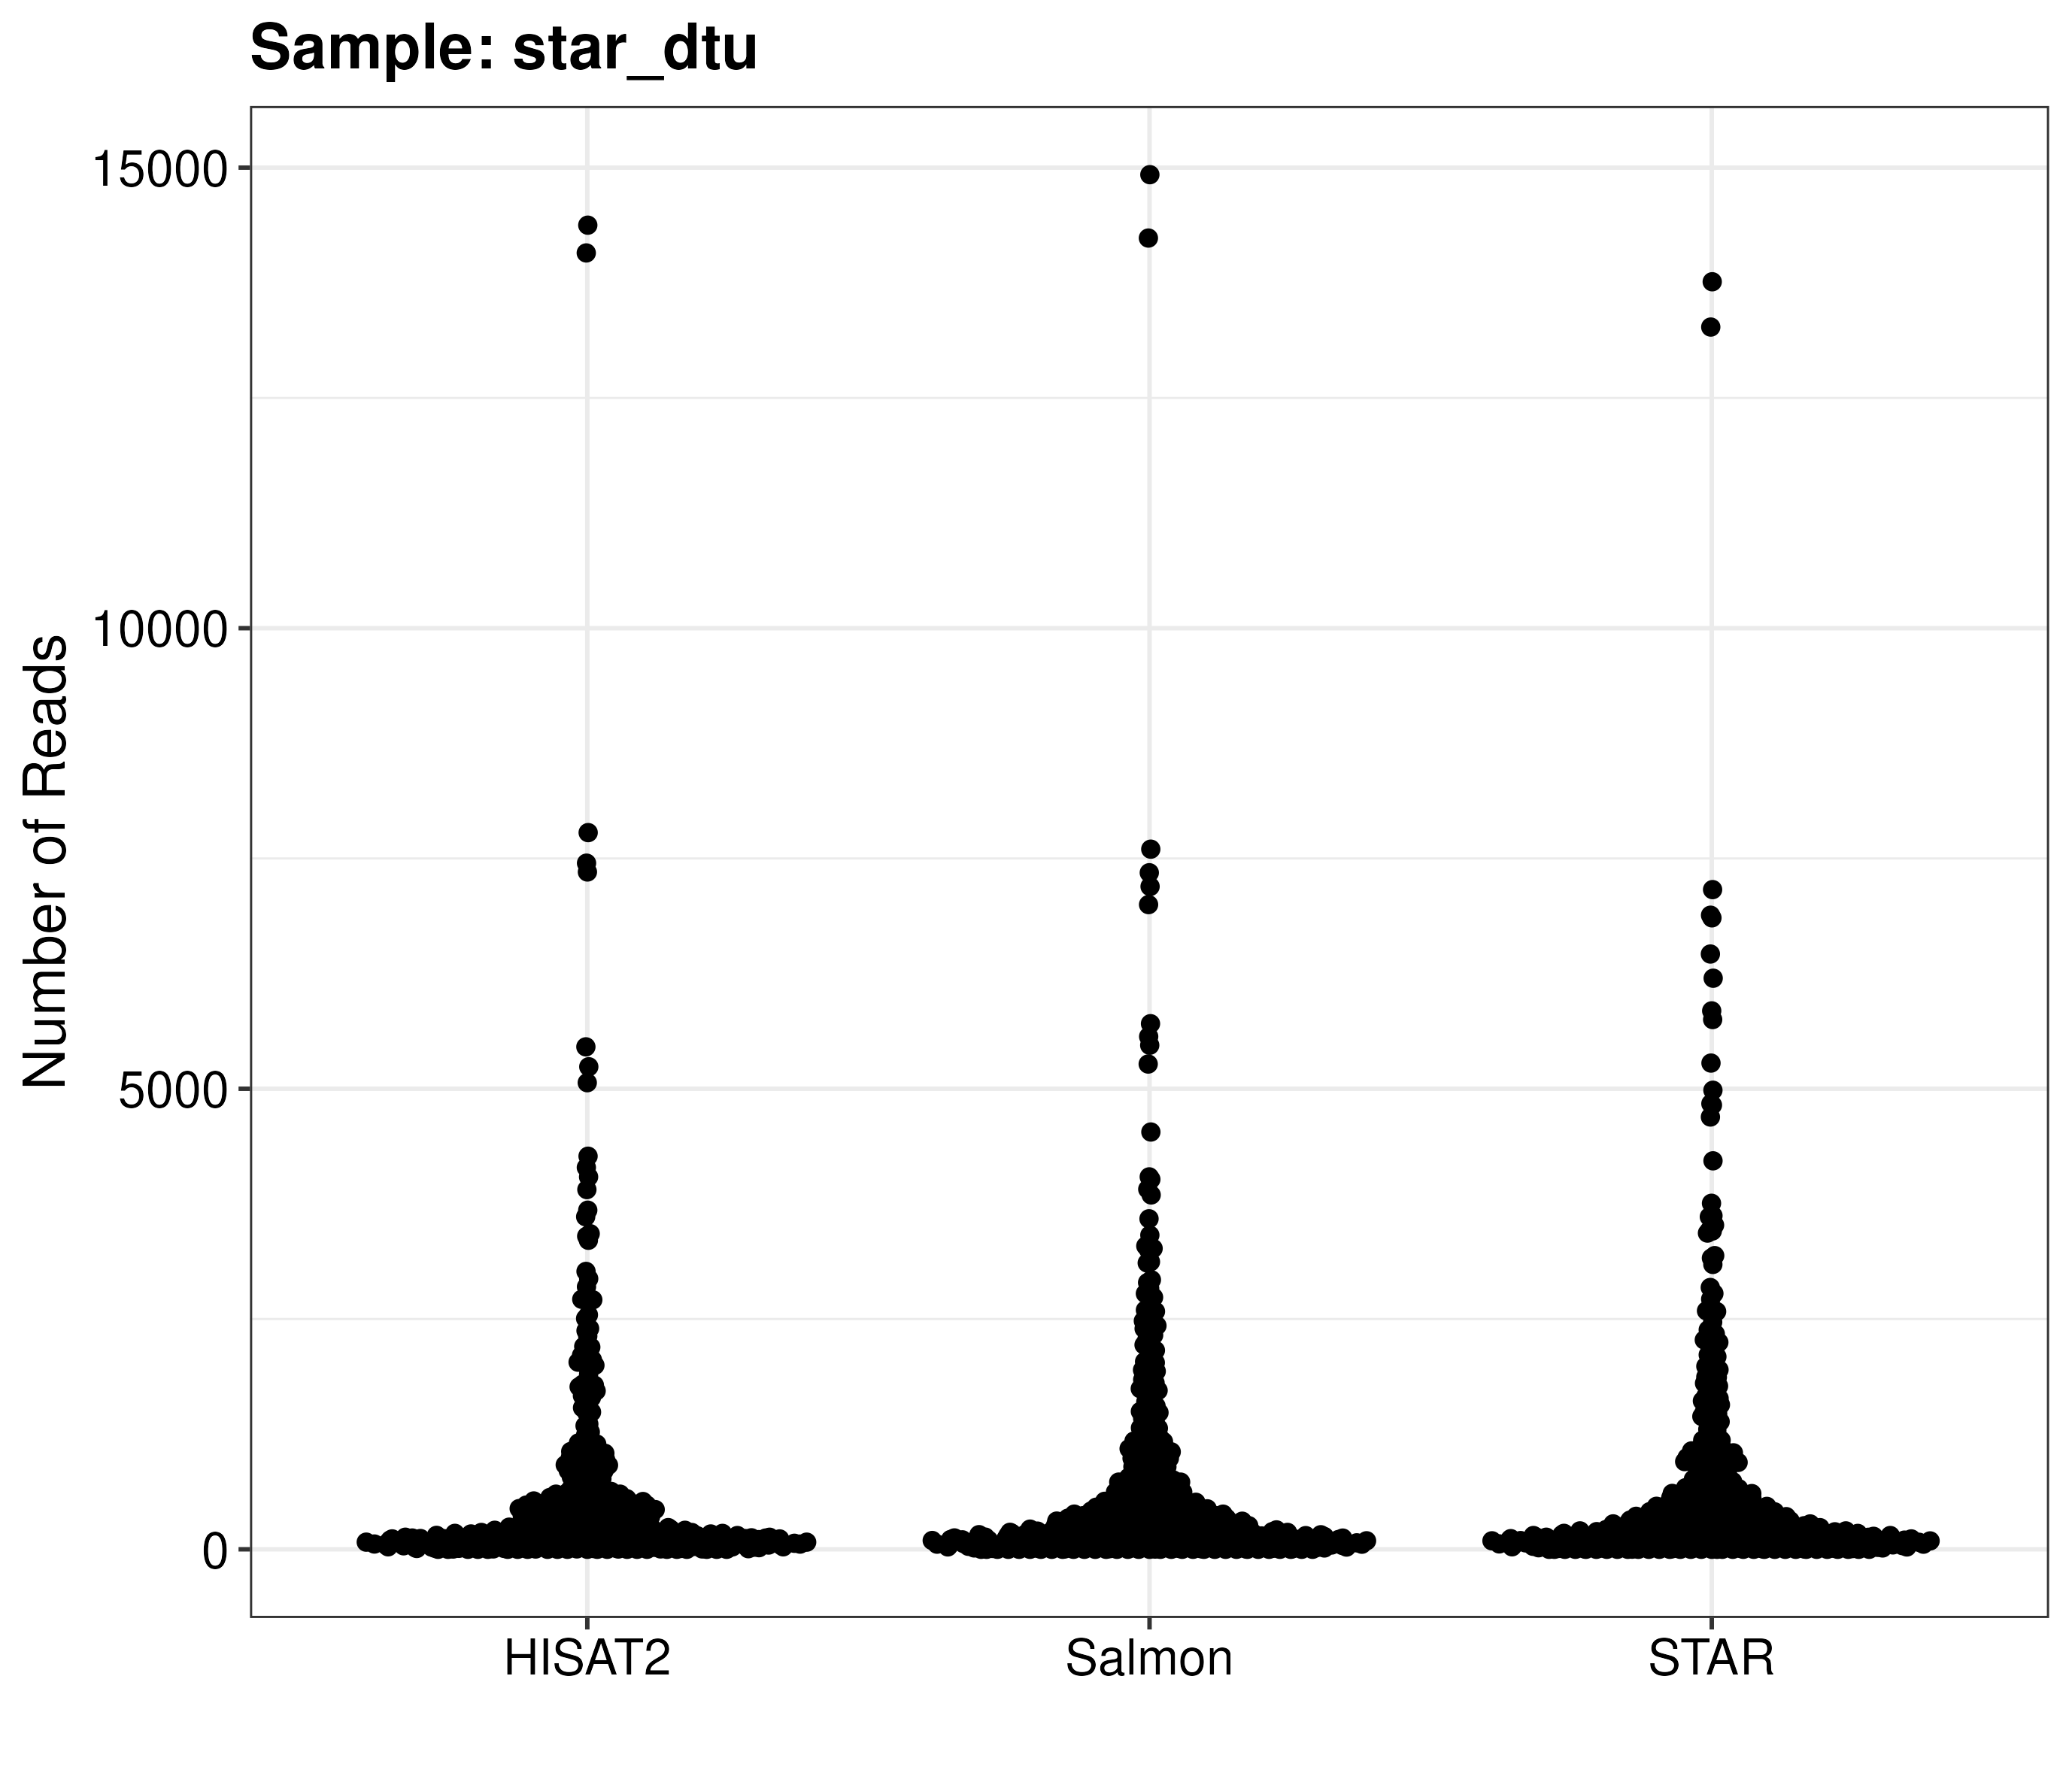 Sample: star_dtu
15000
10000
5000
0
Number of Reads
HISAT2
Salmon
STAR